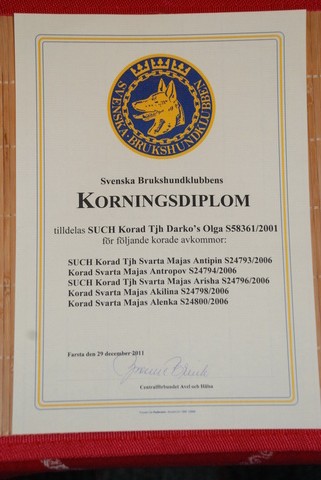 SVENSKA · BRUKSHUNDKLUBBEN
Svenska Brukshundklubbens
KORNINGSDIPLOM
tilldelas SUCH Korad Tjh Darko's Olga S58361/2001
för följande korade avkommor:
SUCH Korad Tjh Svarta Majas Antipin S24793/2006
Korad Svarta Majas Antropov S24794/2006
SUCH Korad Tjh Svarta Majas Arisha S24796/2006
Korad Svarta Majas Akilina S24798/2006
Korad Svarta Majas Alenka S24800/2006
Farsta den 29 december 2011
Centralförbundet Avel och Hälsa